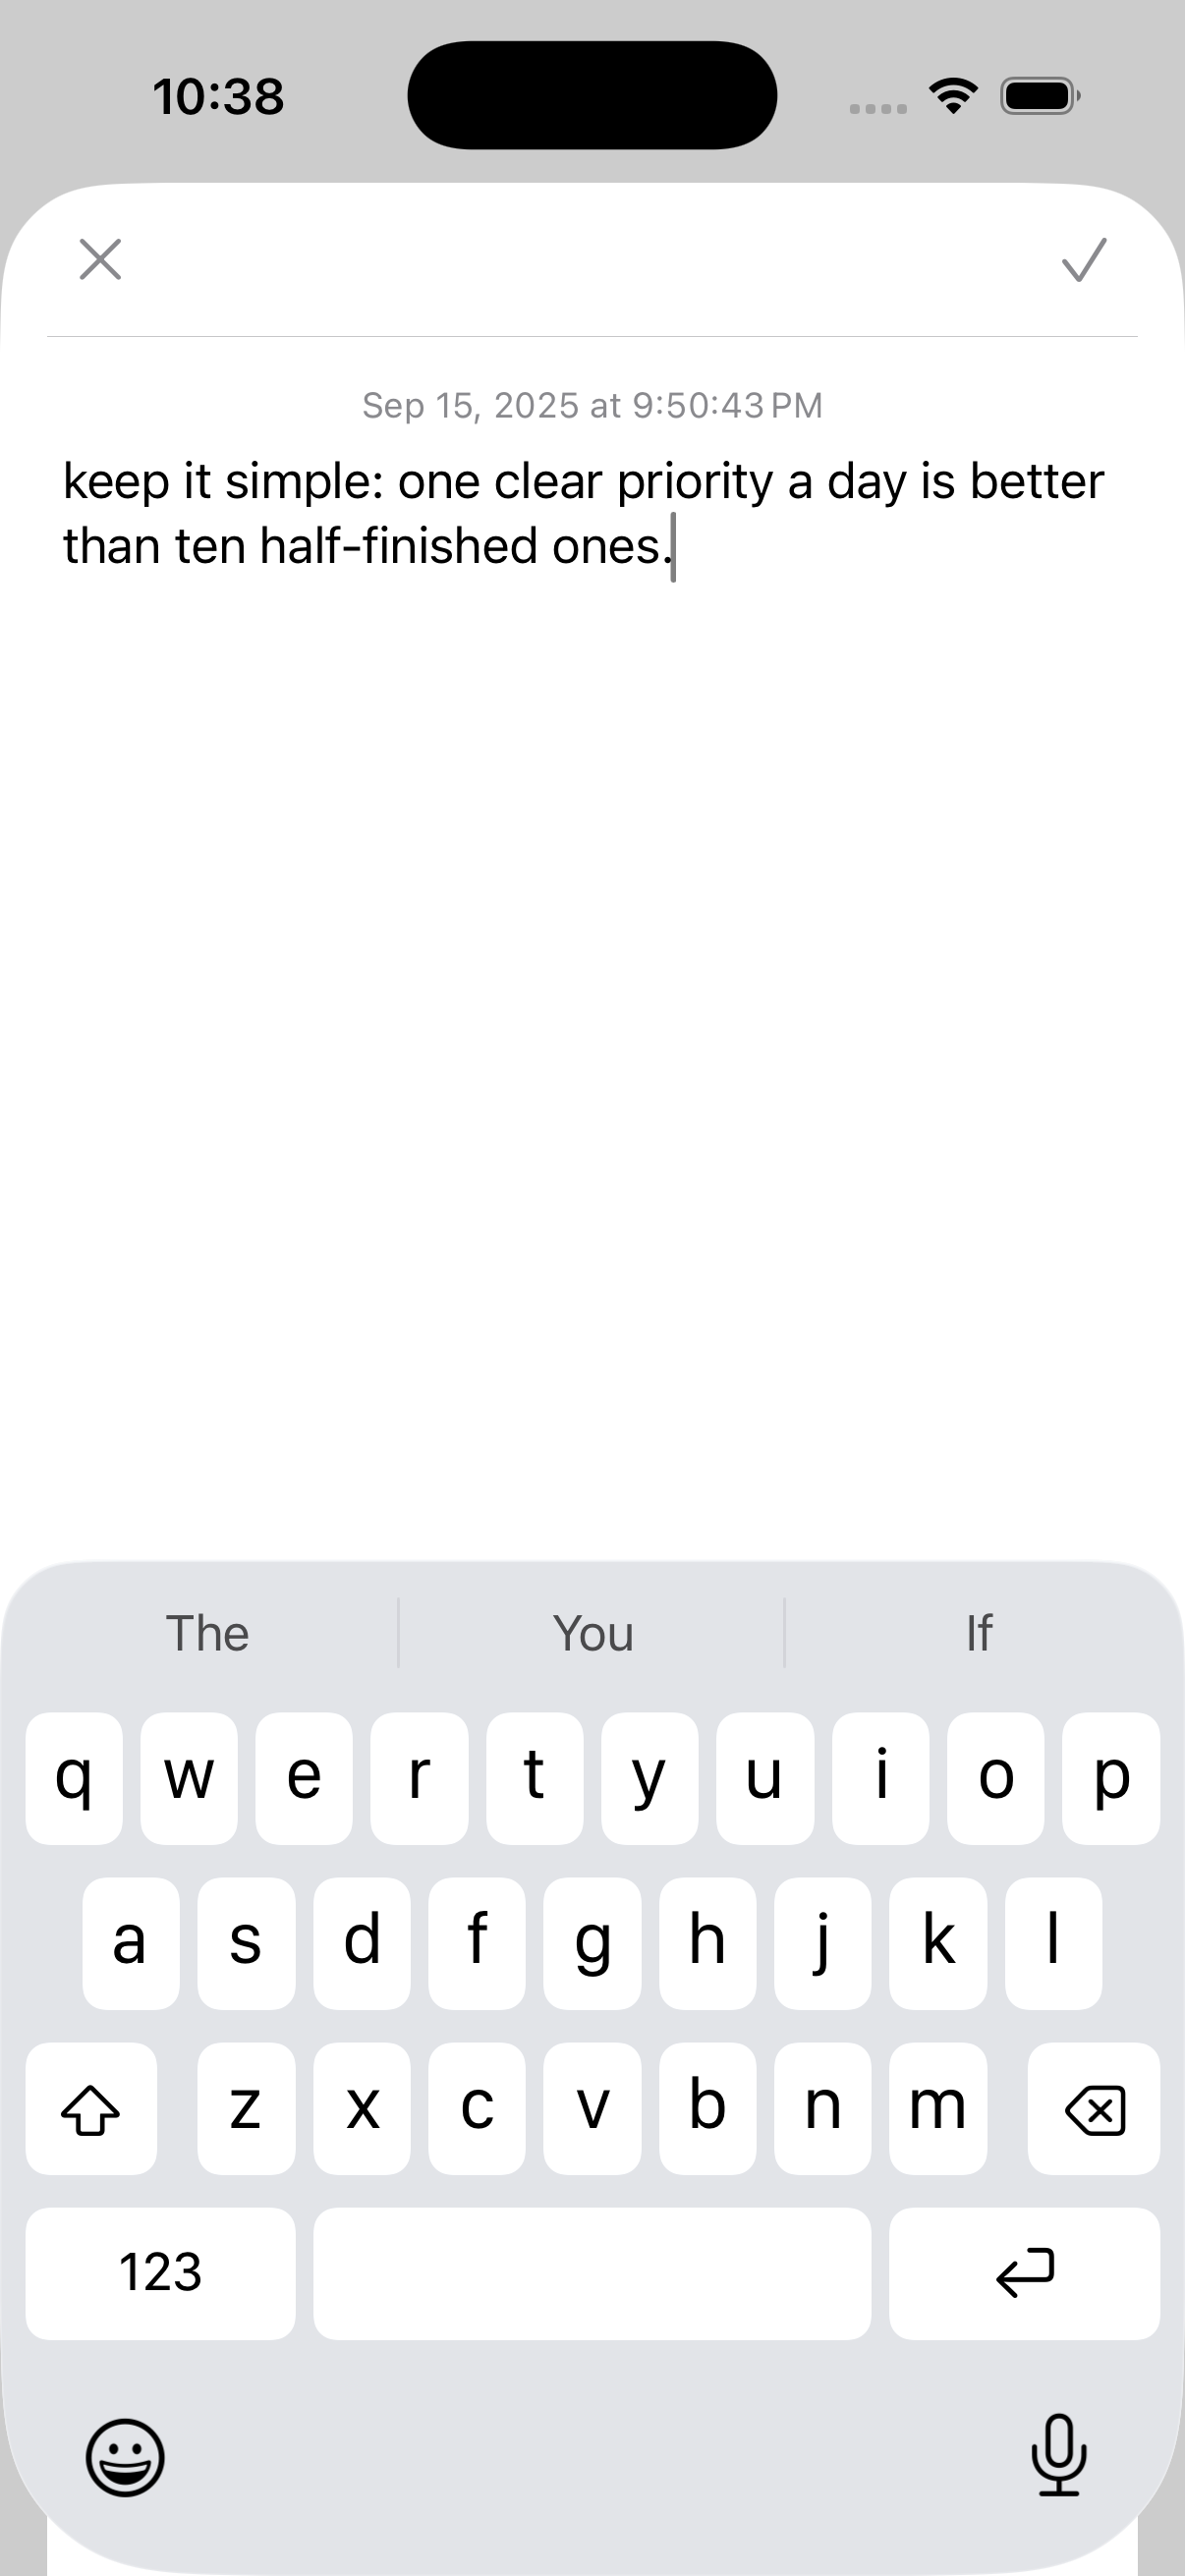 10:38
Sep 15, 2025 at 9:50:43 PM
keep it simple: one clear priority a day is better
than ten half-finished ones.
The You If
q w e r t y u i o p
a s d f g h j k l
z x c v b n m
123